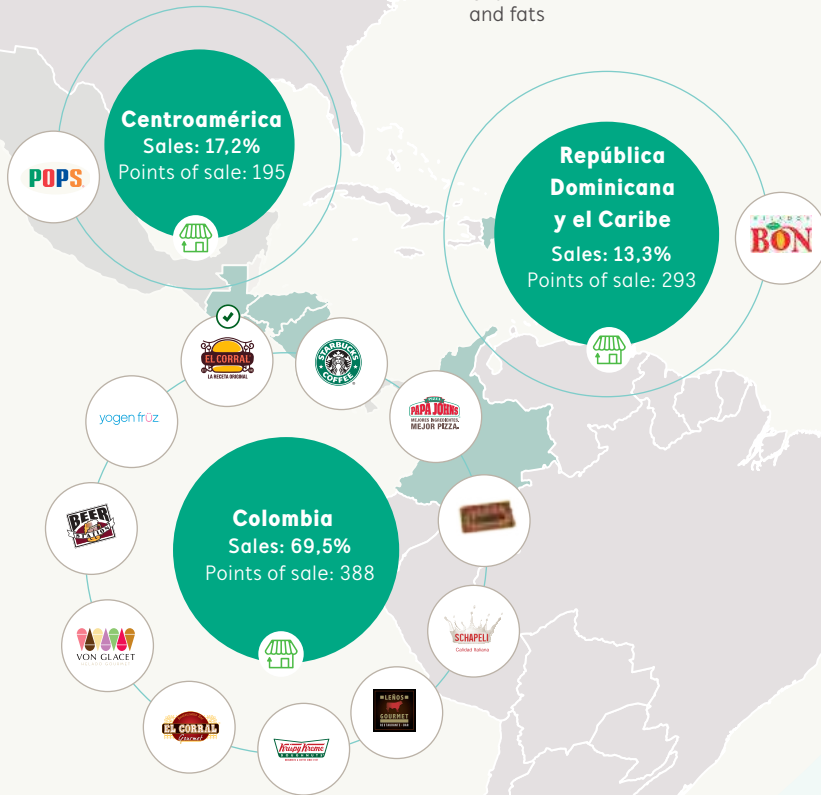 and fats
Centroamérica
Sales: 17,2%
Points of sale: 195
POPS
República
Dominicana
y el Caribe
Sales: 13,3%
Points of sale: 293
HELADOS
BON
EL CORRAL
LA RECETA ORIGINAL
STARBUCKS
COFFEE
yogen früz
PIZZA
PAPA JOHNS
MEJORES INGREDIENTES.
MEJOR PIZZA.
BEER
STATION
Colombia
Sales: 69,5%
Points of sale: 388
SCHAPELI
Calidad Italiana
VON GLACET
LEÑOS
GOURMET
EL CORRAL
Gourmet
Krispy Kreme
DOUGHNUTS